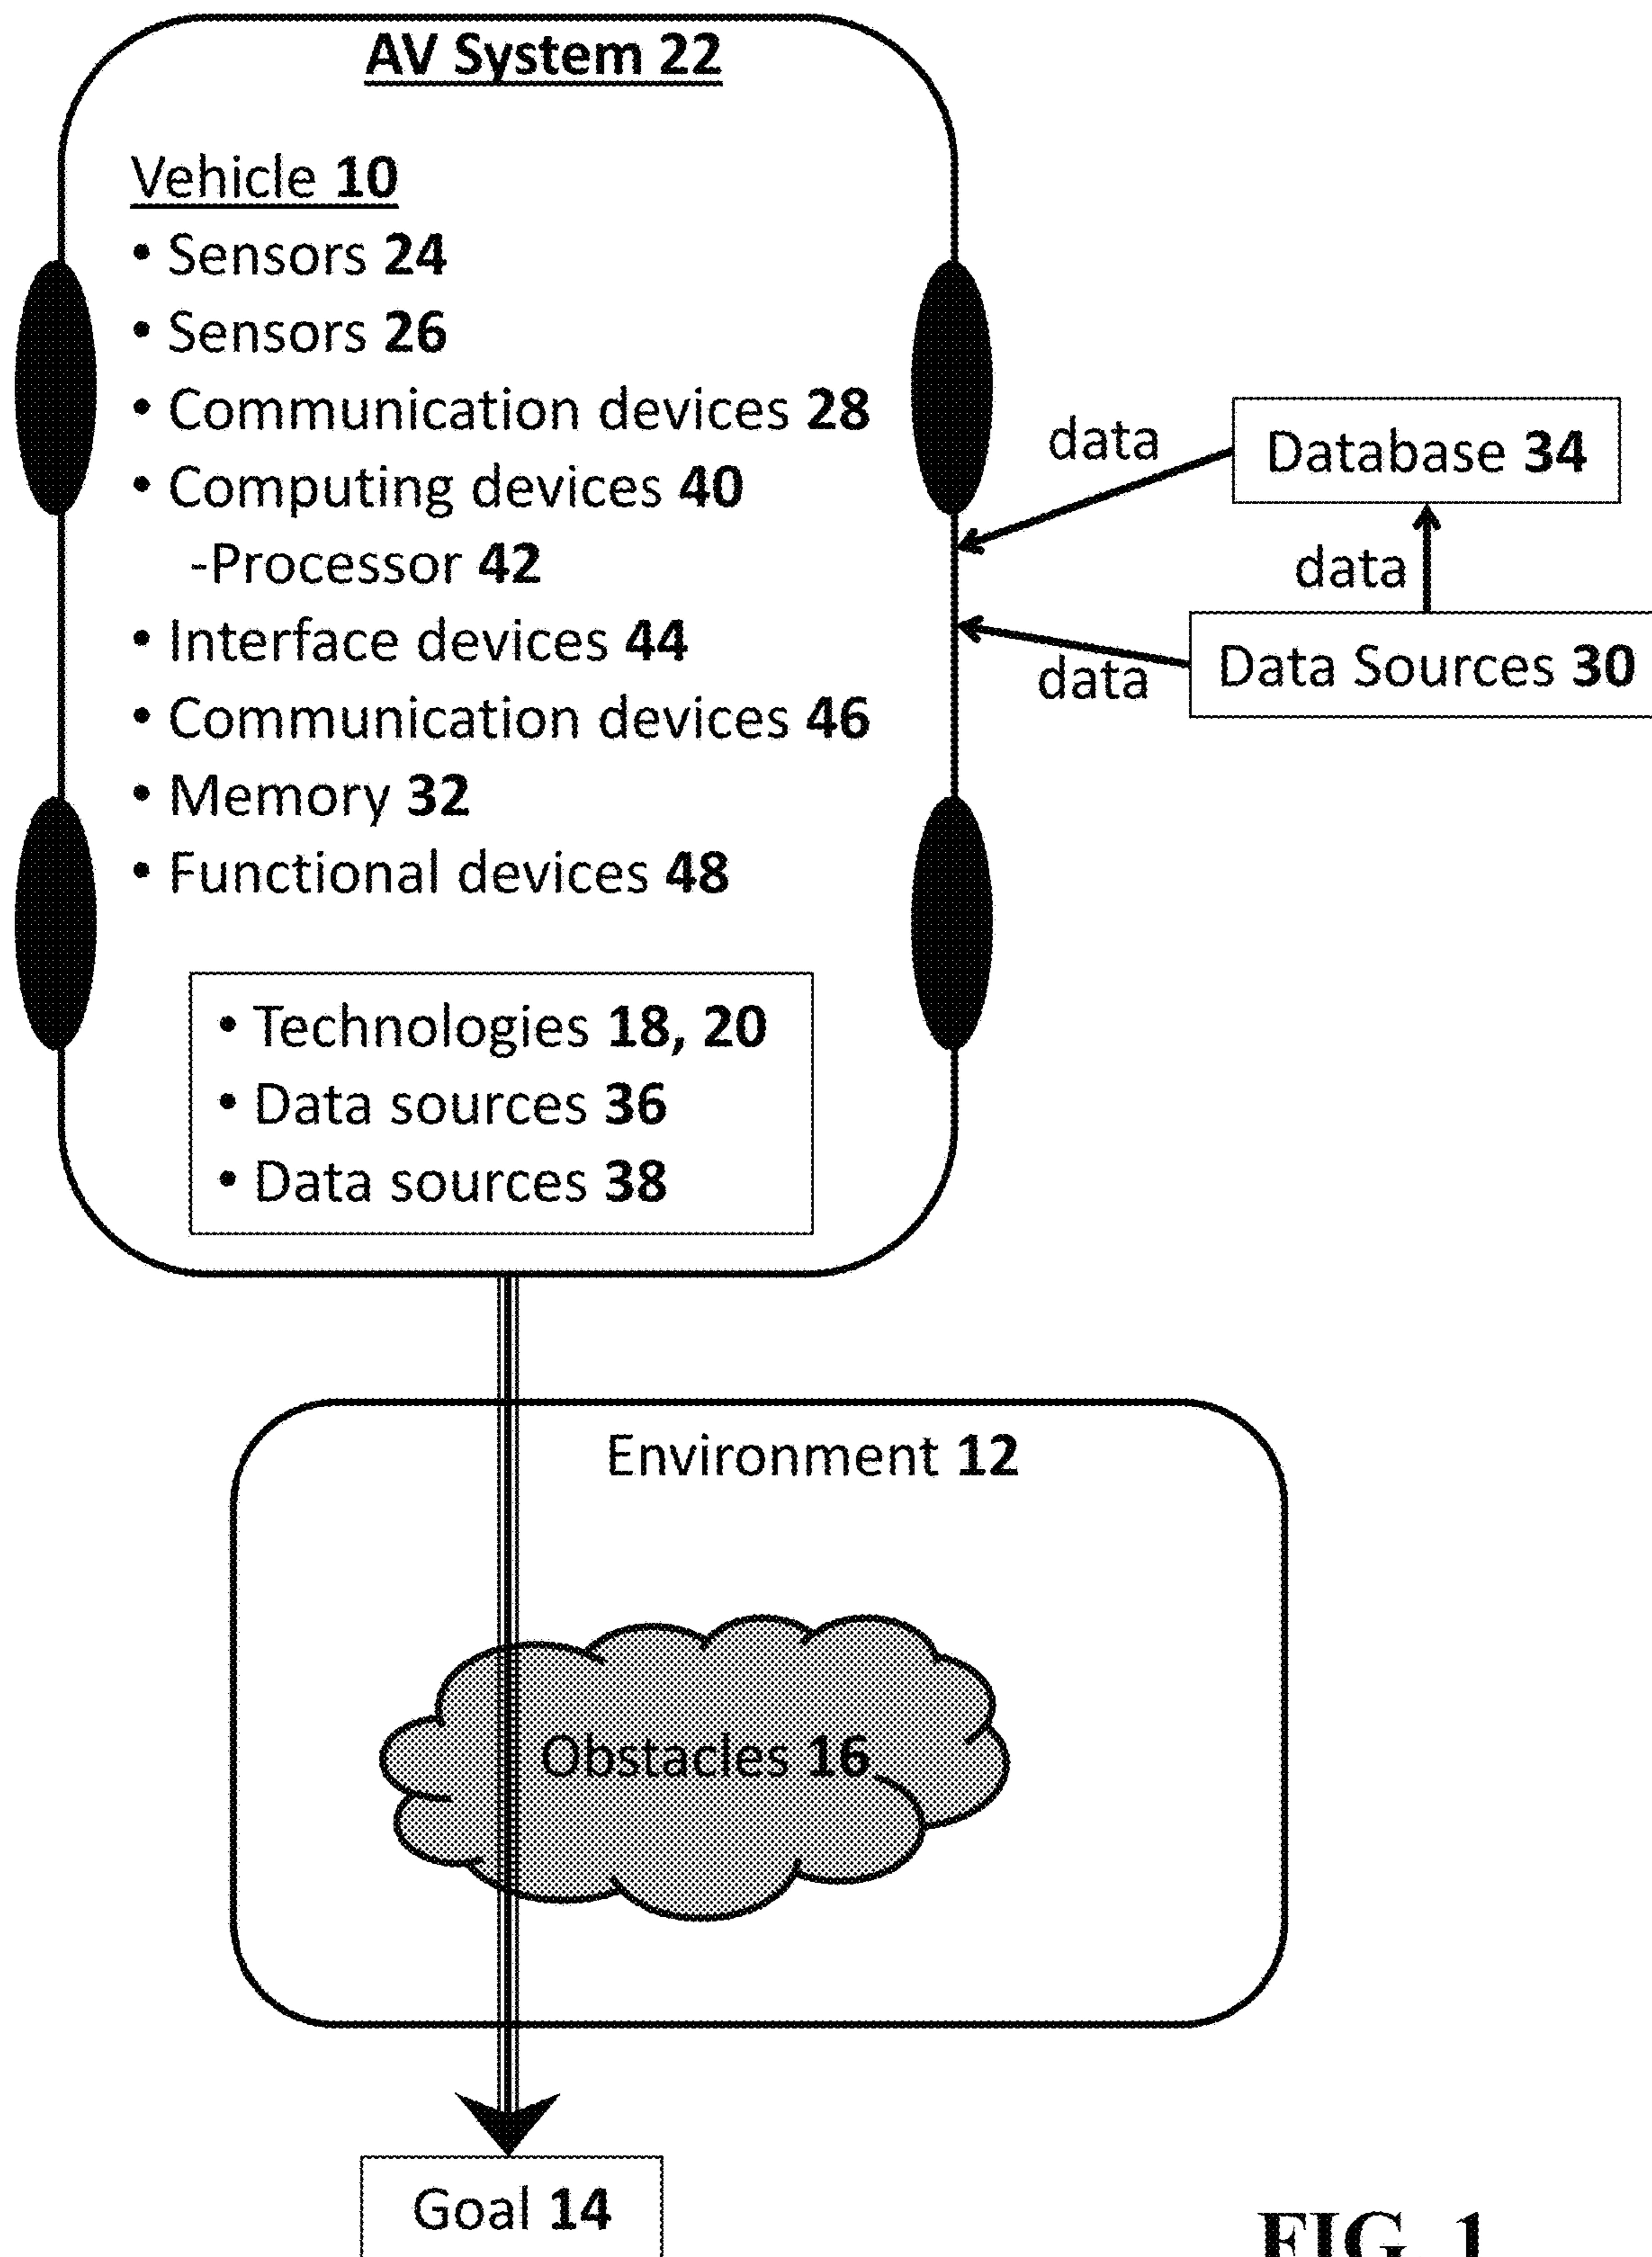 AV System 22
Vehicle 10
• Sensors 24
• Sensors 26
• Communication devices 28
• Computing devices 40
-Processor 42
• Interface devices 44
• Communication devices 46
• Memory 32
• Functional devices 48
• Technologies 18, 20
• Data sources 36
• Data sources 38
data
Database 34
data
data
Data Sources 30
Environment 12
Obstacles 16
Goal 14
FIG. 1